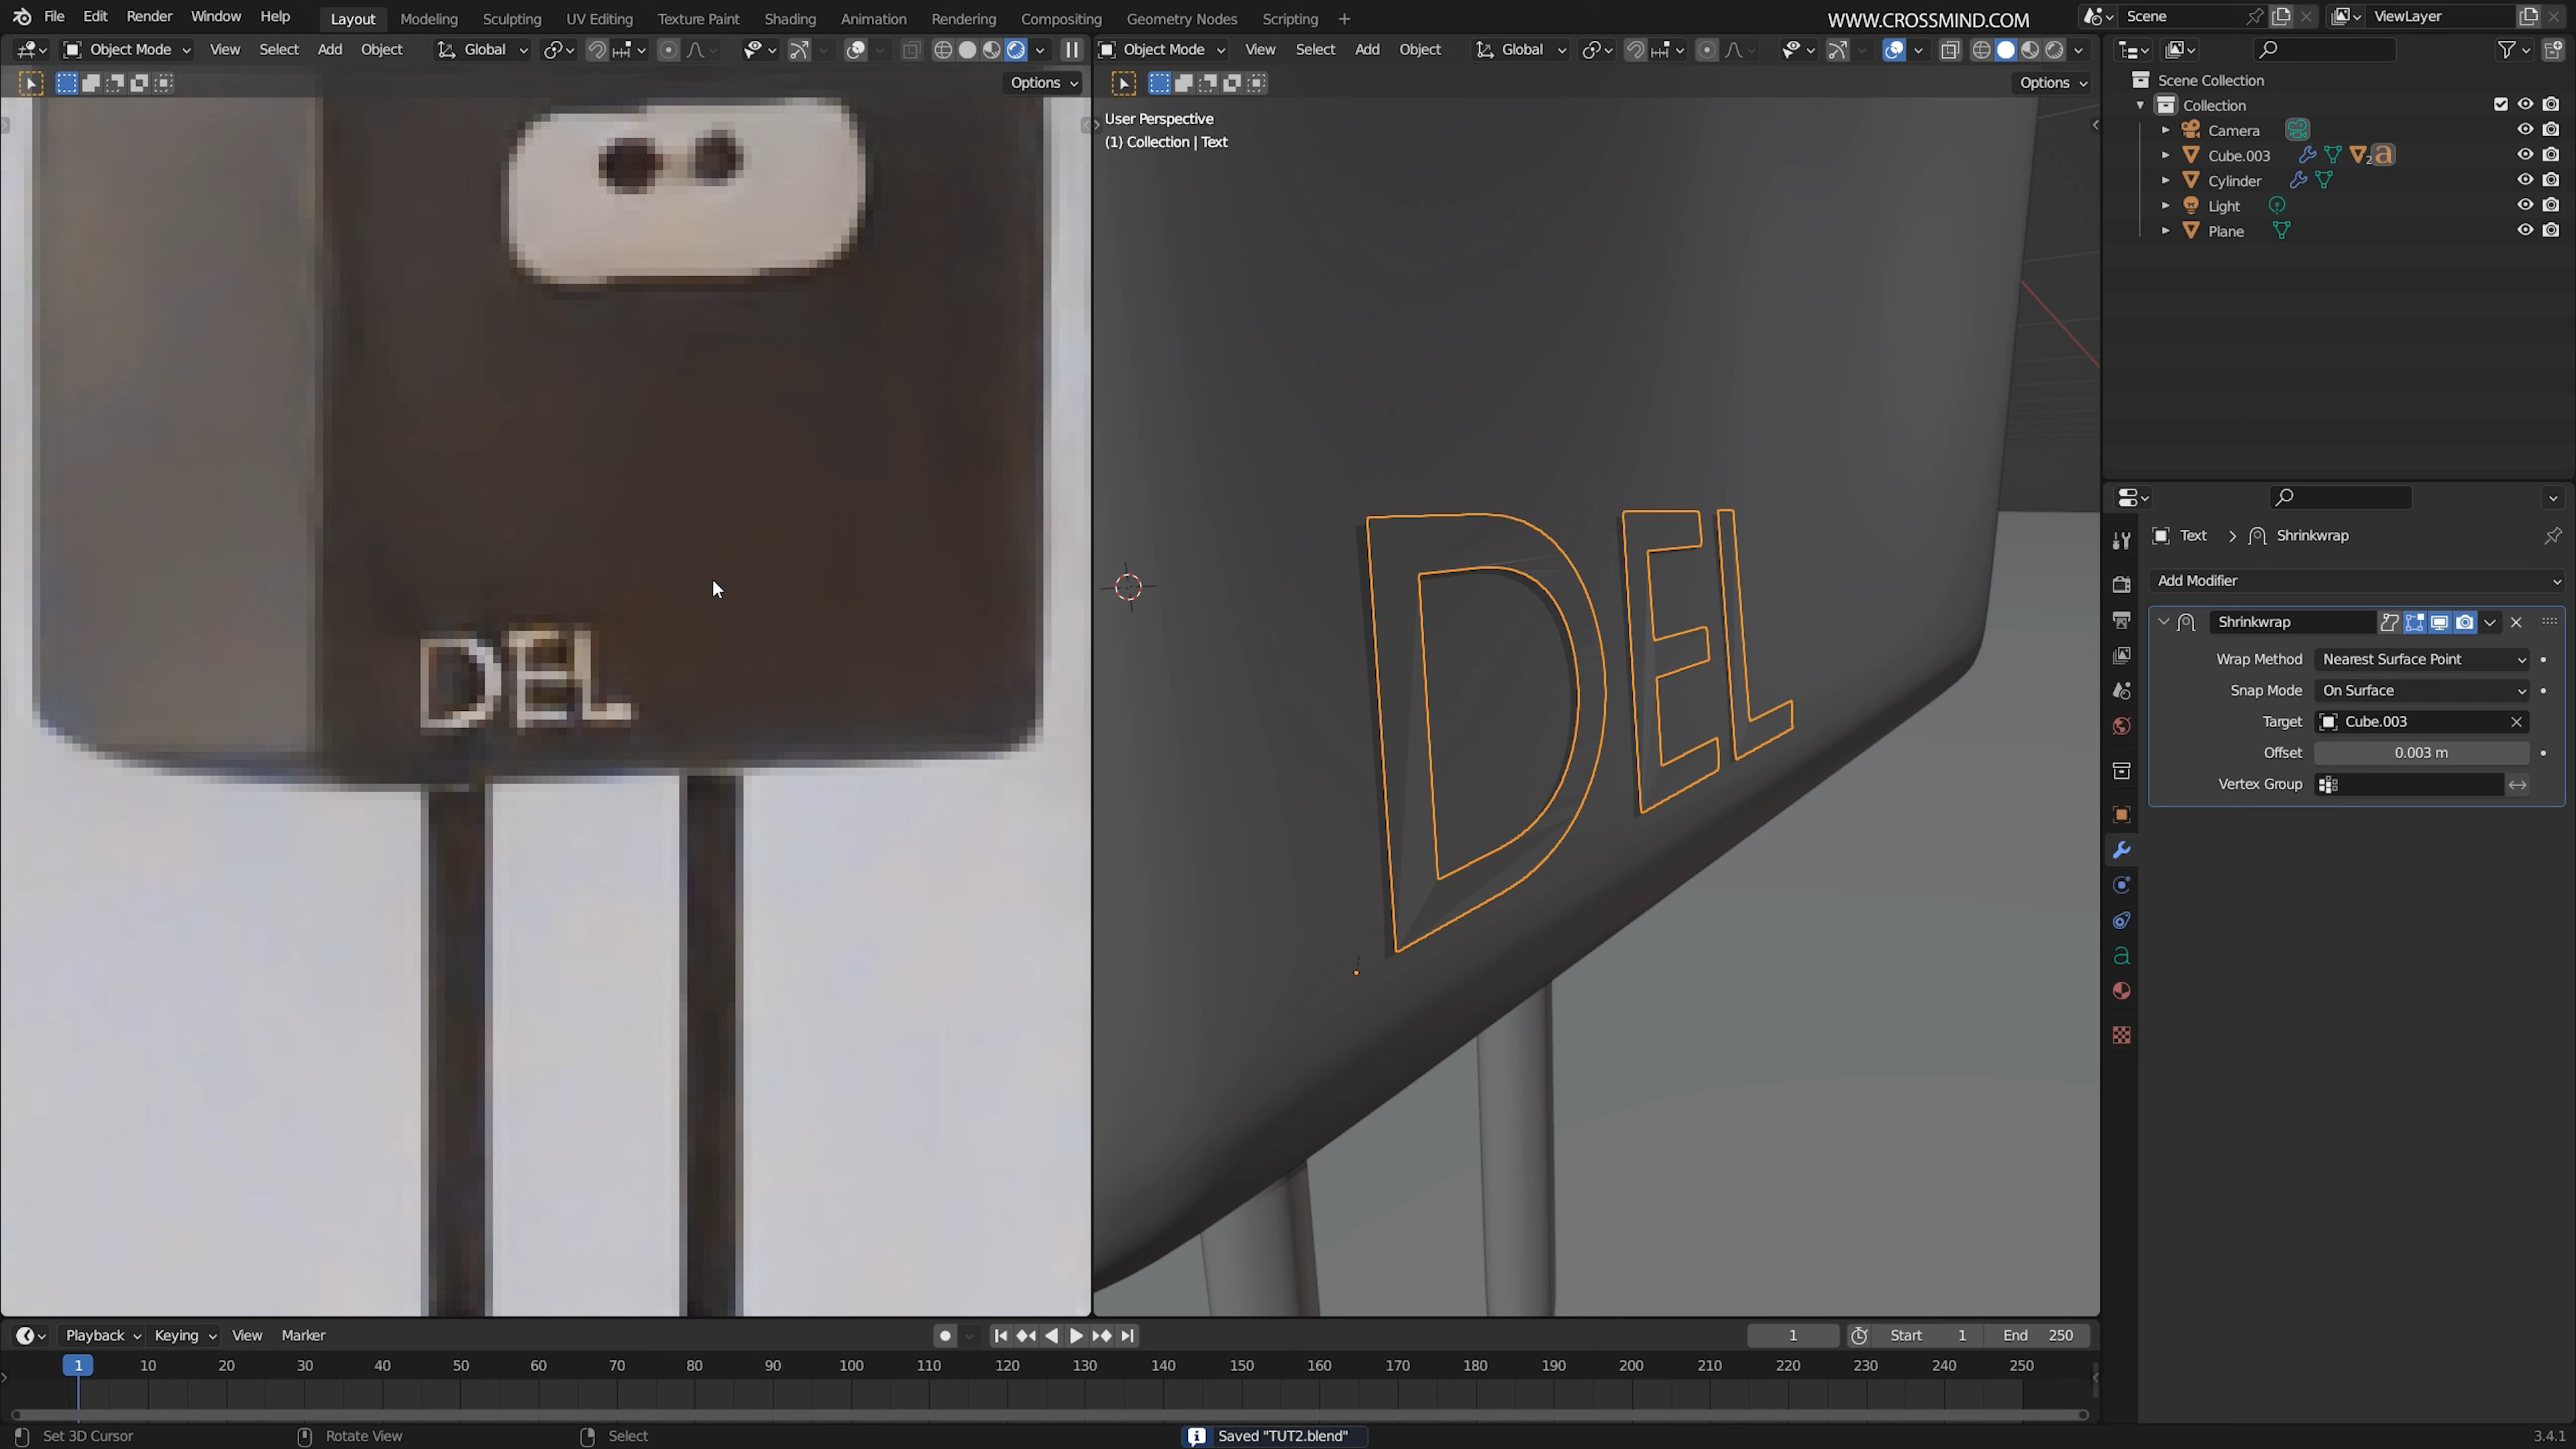 File Edit Render Window Help Layout Modeling Sculpting UV Editing Texture Paint Shading Animation Rendering Compositing Geometry Nodes Scripting + WWW.CROSSMIND.COM Scene ViewLayer
Object Mode View Select Add Object Global Object Mode View Select Add Object Global
Options Options
User Perspective
(1) Collection | Text
Scene Collection
Collection
Camera
Cube.003 2 a
Cylinder
Light
Plane
DEL
DEL
Text > Shrinkwrap
Add Modifier
Shrinkwrap
Wrap Method Nearest Surface Point
Snap Mode On Surface
Target Cube.003
Offset 0.003 m
Vertex Group
Playback Keying View Marker 1 Start 1 End 250
1 10 20 30 40 50 60 70 80 90 100 110 120 130 140 150 160 170 180 190 200 210 220 230 240 250
Set 3D Cursor Rotate View Select Saved "TUT2.blend" 3.4.1